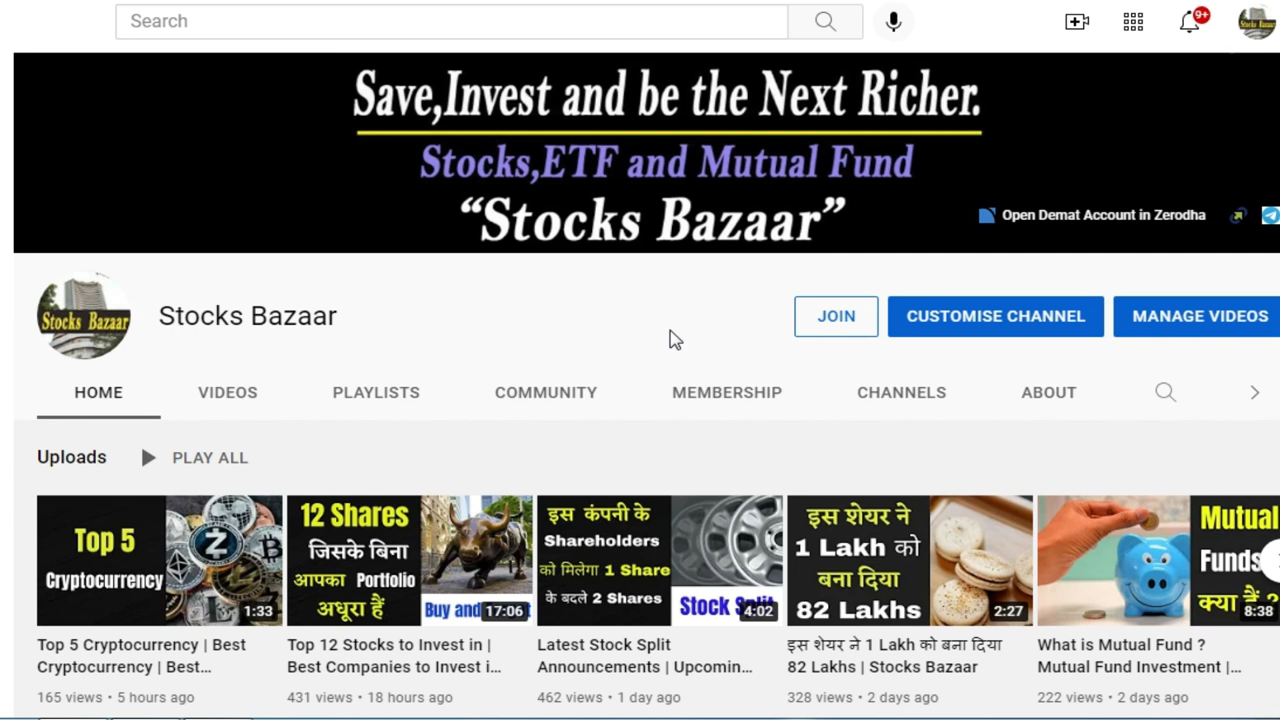 Search
9+
Save,Invest and be the Next Richer.
Stocks,ETF and Mutual Fund
“Stocks Bazaar”
Open Demat Account in Zerodha
Stocks Bazaar
Stocks Bazaar
JOIN
CUSTOMISE CHANNEL
MANAGE VIDEOS
HOME
VIDEOS
PLAYLISTS
COMMUNITY
MEMBERSHIP
CHANNELS
ABOUT
Uploads
PLAY ALL
Top 5
Cryptocurrency
1:33
Top 5 Cryptocurrency | Best
Cryptocurrency | Best...
165 views • 5 hours ago
12 Shares
जिसके बिना
आपका Portfolio
अधूरा हैं
Buy and
17:06
Top 12 Stocks to Invest in |
Best Companies to Invest i...
431 views • 18 hours ago
इस कंपनी के
Shareholders
को मिलेगा 1 Share
के बदले 2 Shares
Stock Split
4:02
Latest Stock Split
Announcements | Upcomin...
462 views • 1 day ago
इस शेयर ने
1 Lakh को
बना दिया
82 Lakhs
2:27
इस शेयर ने 1 Lakh को बना दिया
82 Lakhs | Stocks Bazaar
328 views • 2 days ago
Mutual
Funds
क्या हैं ?
8:38
What is Mutual Fund ?
Mutual Fund Investment |...
222 views • 2 days ago